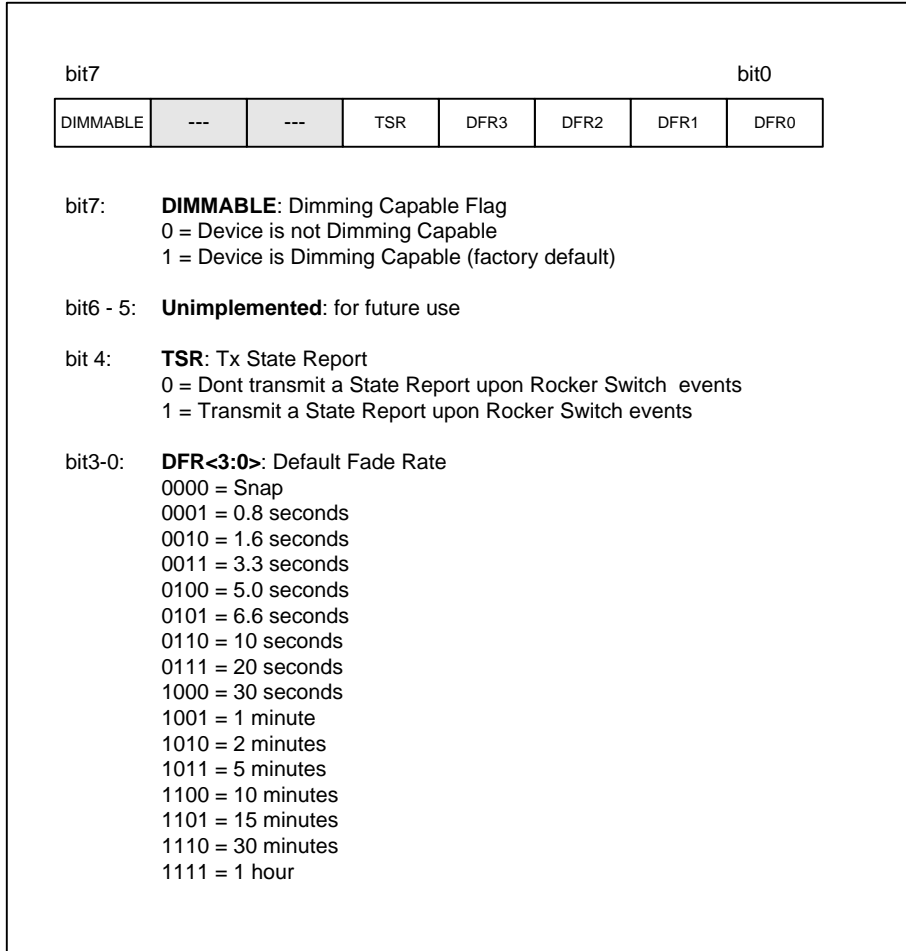 bit7 bit0
DIMMABLE --- --- TSR DFR3 DFR2 DFR1 DFR0
bit7: DIMMABLE: Dimming Capable Flag
0 = Device is not Dimming Capable
1 = Device is Dimming Capable (factory default)
bit6 - 5: Unimplemented: for future use
bit 4: TSR: Tx State Report
0 = Dont transmit a State Report upon Rocker Switch events
1 = Transmit a State Report upon Rocker Switch events
bit3-0: DFR<3:0>: Default Fade Rate
0000 = Snap
0001 = 0.8 seconds
0010 = 1.6 seconds
0011 = 3.3 seconds
0100 = 5.0 seconds
0101 = 6.6 seconds
0110 = 10 seconds
0111 = 20 seconds
1000 = 30 seconds
1001 = 1 minute
1010 = 2 minutes
1011 = 5 minutes
1100 = 10 minutes
1101 = 15 minutes
1110 = 30 minutes
1111 = 1 hour